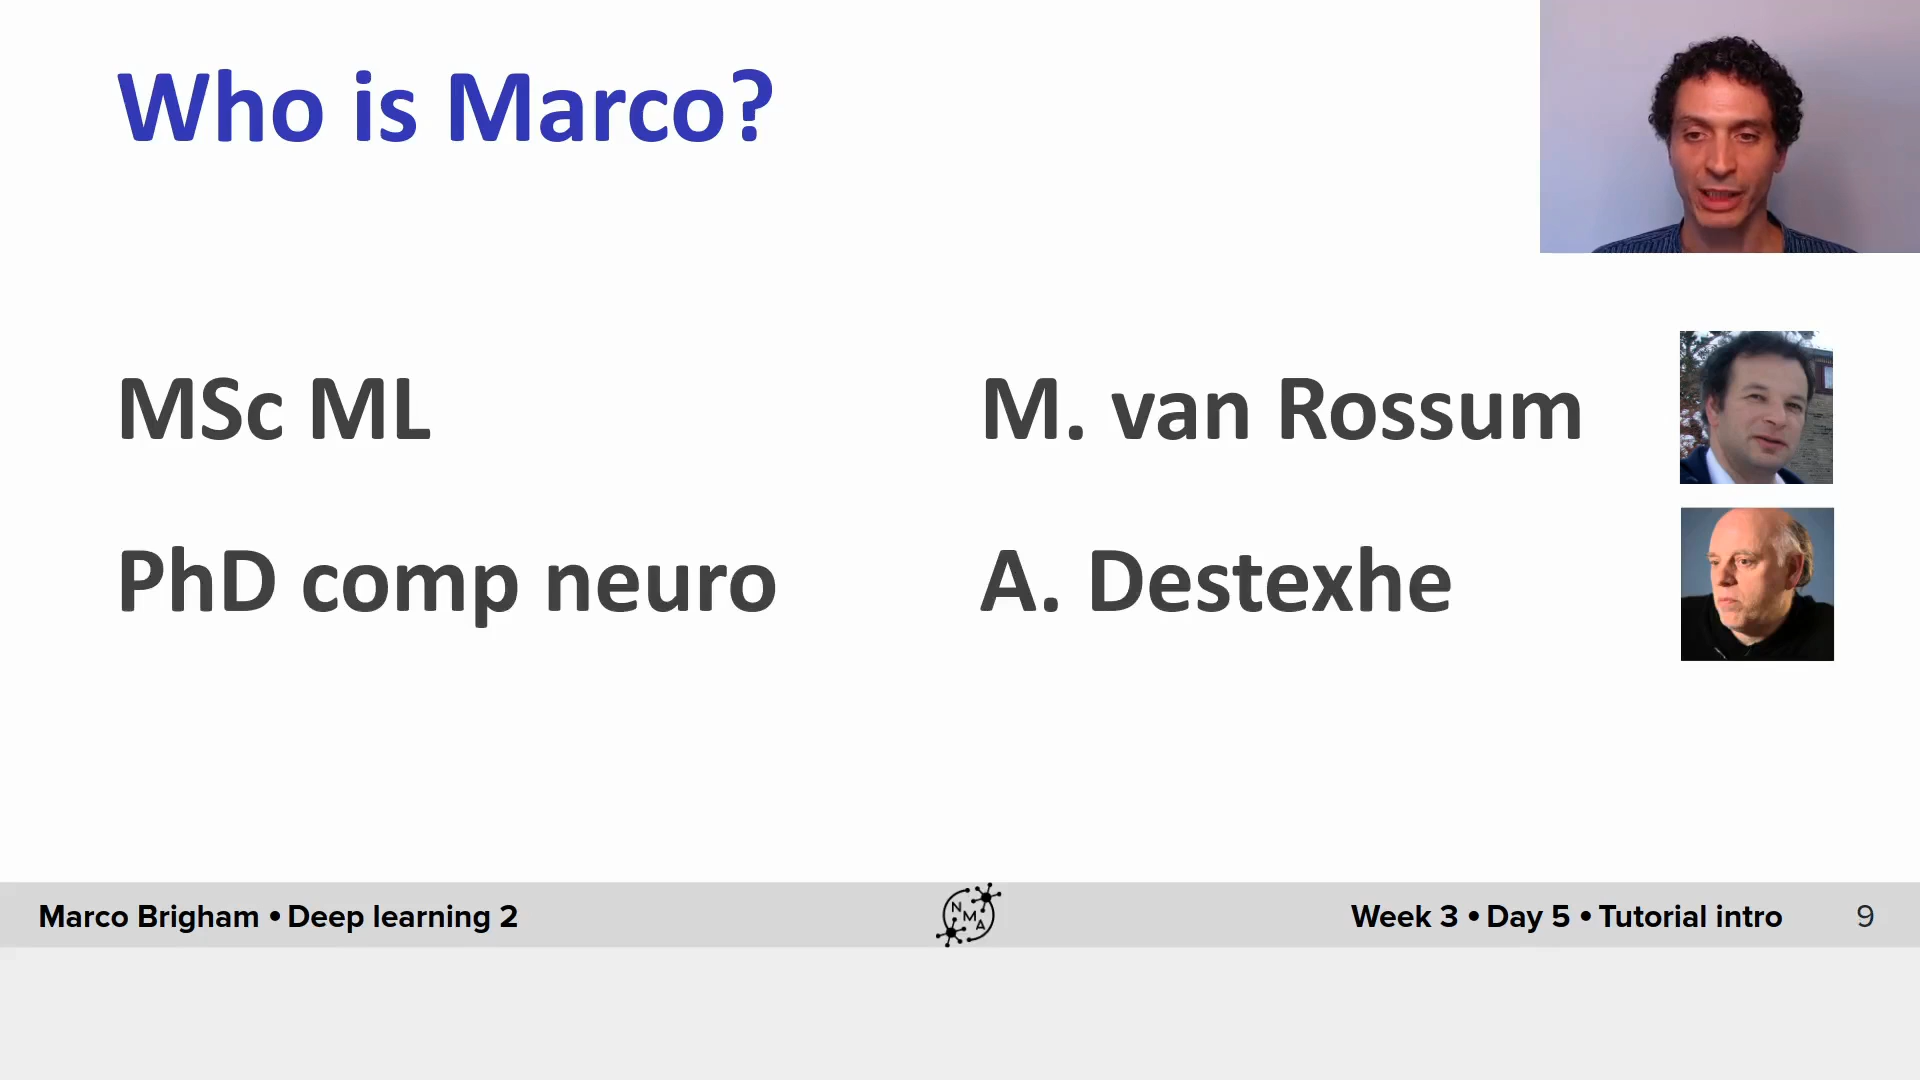 Who is Marco?
MSc ML
M. van Rossum
PhD comp neuro
A. Destexhe
Marco Brigham • Deep learning 2
N M A
Week 3 • Day 5 • Tutorial intro
9